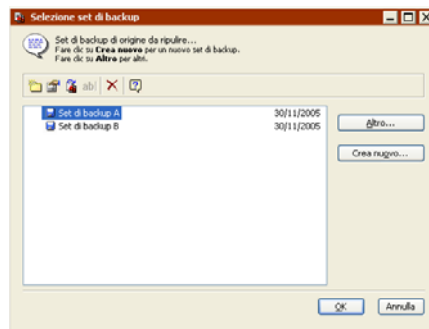 Selezione set di backup
Set di backup di origine da ripulire...
Fare clic su Crea nuovo per un nuovo set di backup.
Fare clic su Altro per altri.
ab|
Set di backup A 30/11/2005
Set di backup B 30/11/2005
Altro...
Crea nuovo...
OK Annulla